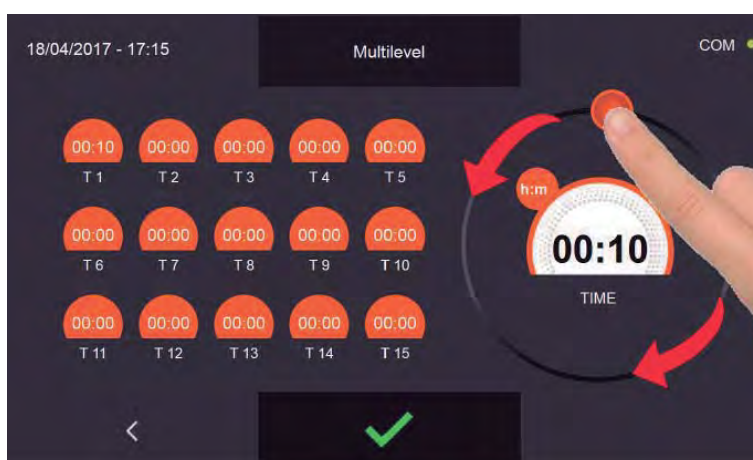 18/04/2017 - 17:15
Multilevel
COM
00:10 00:00 00:00 00:00 00:00
T 1 T 2 T 3 T 4 T 5
00:00 00:00 00:00 00:00 00:00
T 6 T 7 T 8 T 9 T 10
00:00 00:00 00:00 00:00 00:00
T 11 T 12 T 13 T 14 T 15
h:m
00:10
TIME